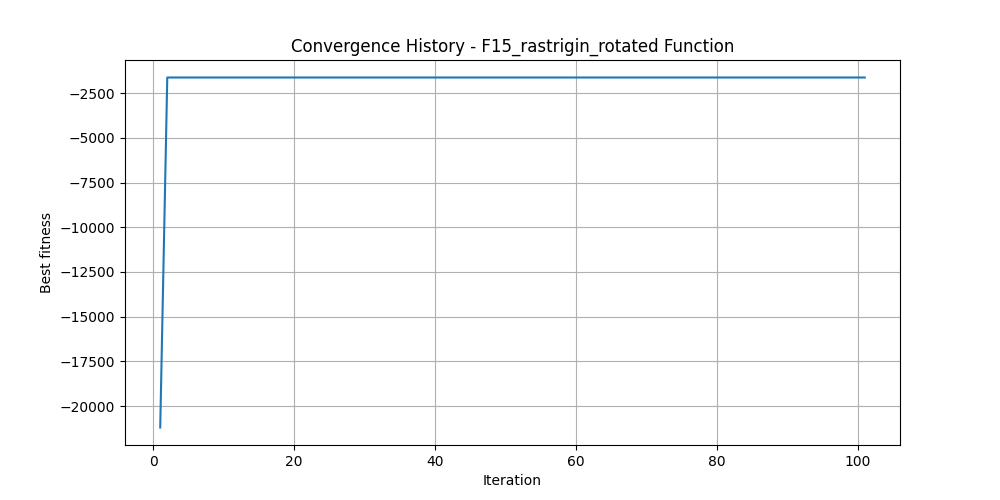 Convergence History - F15_rastrigin_rotated Function
Best fitness
−2500
−5000
−7500
−10000
−12500
−15000
−17500
−20000
0 20 40 60 80 100
Iteration